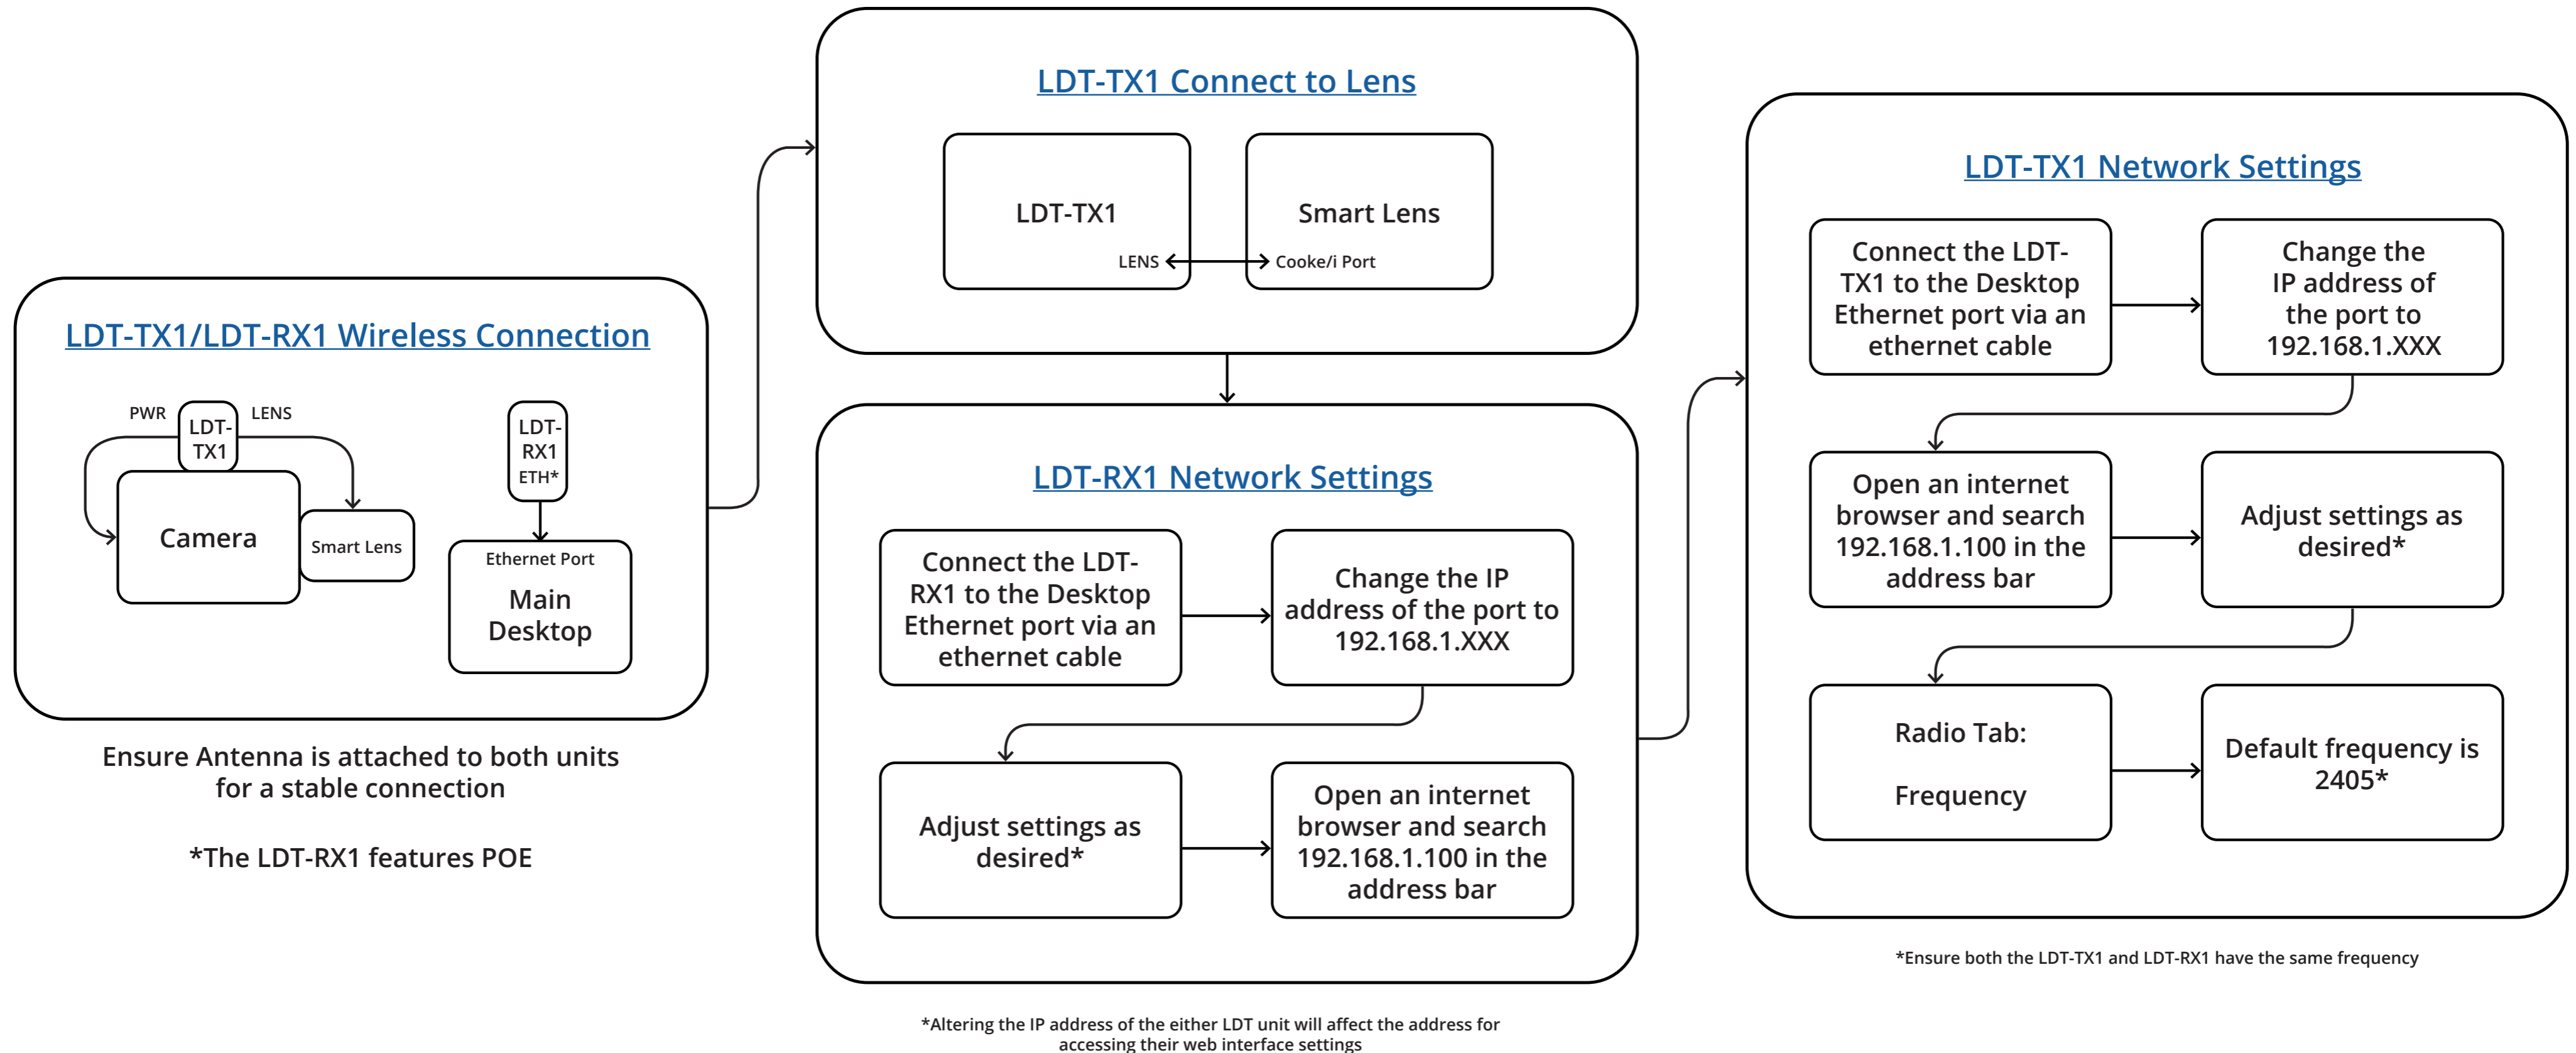 LDT-TX1/LDT-RX1 Wireless Connection
PWR
LDT-
TX1
LENS
Camera
Smart Lens
LDT-
RX1
ETH*
Ethernet Port
Main
Desktop
Ensure Antenna is attached to both units
for a stable connection
*The LDT-RX1 features POE
LDT-TX1 Connect to Lens
LDT-TX1
LENS
Smart Lens
Cooke/i Port
LDT-RX1 Network Settings
Connect the LDT-
RX1 to the Desktop
Ethernet port via an
ethernet cable
Change the IP
address of the port to
192.168.1.XXX
Adjust settings as
desired*
Open an internet
browser and search
192.168.1.100 in the
address bar
*Altering the IP address of the either LDT unit will affect the address for
accessing their web interface settings
LDT-TX1 Network Settings
Connect the LDT-
TX1 to the Desktop
Ethernet port via an
ethernet cable
Change the
IP address of
the port to
192.168.1.XXX
Open an internet
browser and search
192.168.1.100 in the
address bar
Adjust settings as
desired*
Radio Tab:
Frequency
Default frequency is
2405*
*Ensure both the LDT-TX1 and LDT-RX1 have the same frequency